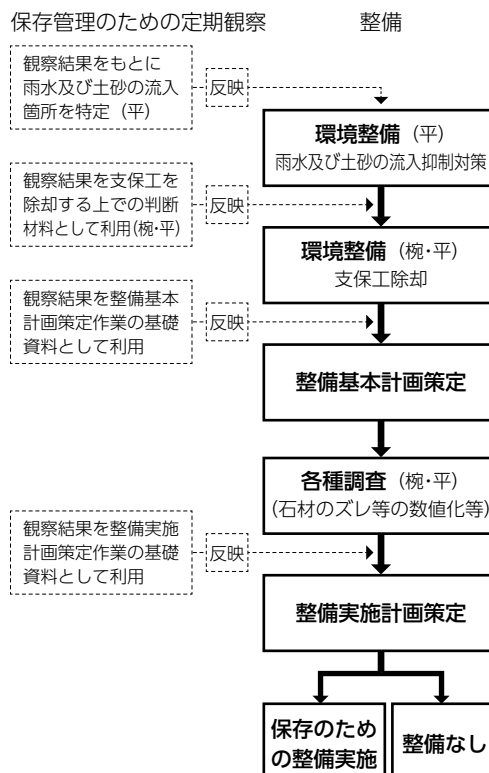 保存管理のための定期観察
整備
観察結果をもとに
雨水及び土砂の流入
箇所を特定（平）
反映
環境整備（平）
雨水及び土砂の流入抑制対策
観察結果を支保工を
除却する上での判断
材料として利用(椀・平)
反映
環境整備（椀・平）
支保工除却
観察結果を整備基本
計画策定作業の基礎
資料として利用
反映
整備基本計画策定
各種調査（椀・平）
(石材のズレ等の数値化等)
観察結果を整備実施
計画策定作業の基礎
資料として利用
反映
整備実施計画策定
保存のため
の整備実施
整備なし